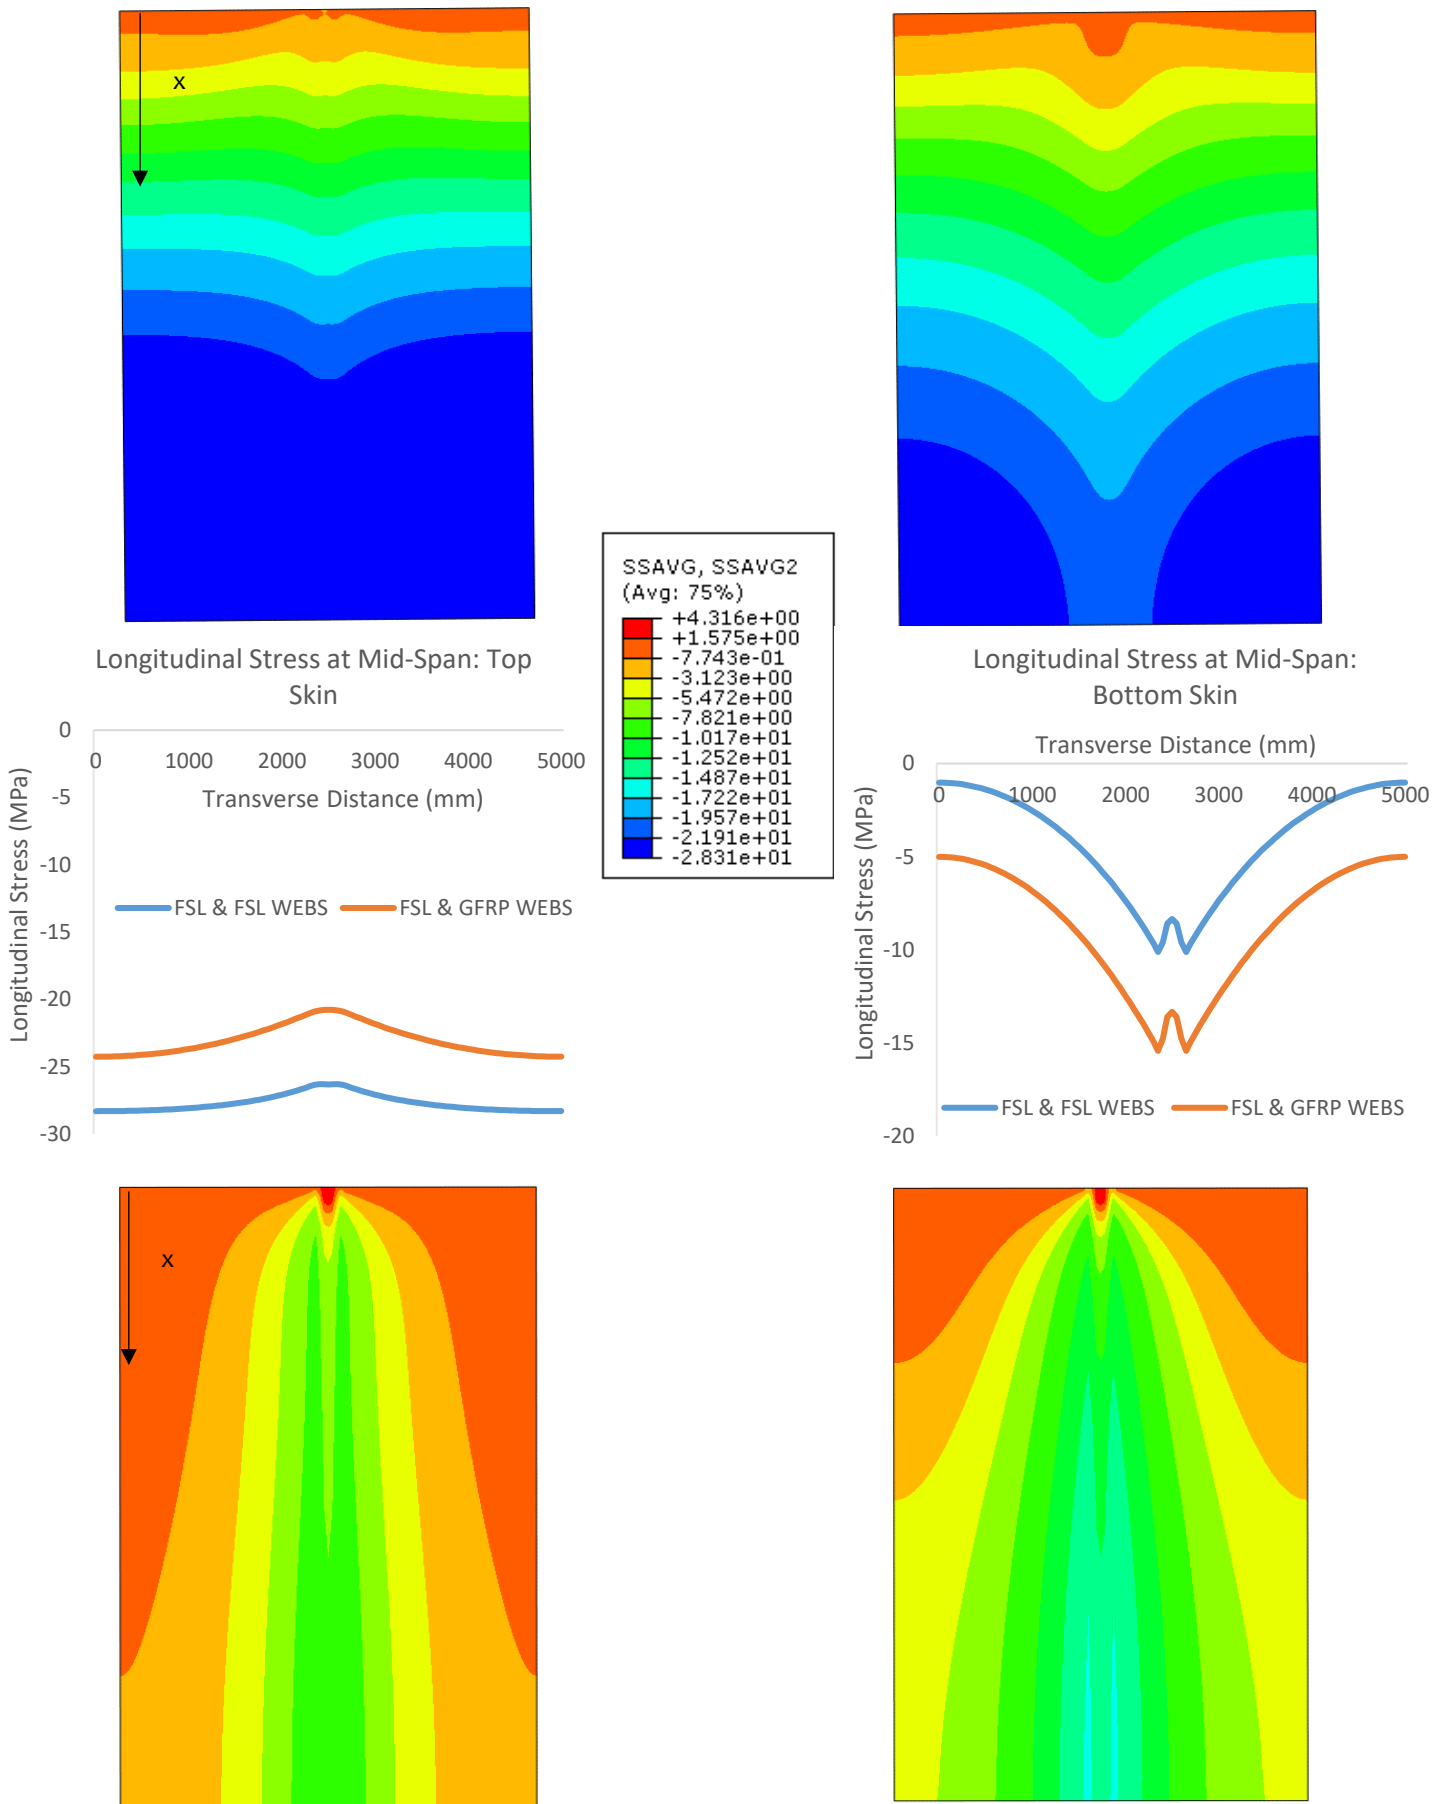 x
SSAVG, SSAVG2
(Avg: 75%)
+4.316e+00
+1.575e+00
-7.743e-01
-3.123e+00
-5.472e+00
-7.821e+00
-1.017e+01
-1.252e+01
-1.487e+01
-1.722e+01
-1.957e+01
-2.191e+01
-2.831e+01
Longitudinal Stress at Mid-Span: Top
Skin
0
-5
-10
-15
-20
-25
-30
0 1000 2000 3000 4000 5000
Transverse Distance (mm)
Longitudinal Stress (MPa)
FSL & FSL WEBS FSL & GFRP WEBS
Longitudinal Stress at Mid-Span:
Bottom Skin
Transverse Distance (mm)
0
-5
-10
-15
-20
0 1000 2000 3000 4000 5000
Longitudinal Stress (MPa)
FSL & FSL WEBS FSL & GFRP WEBS
x